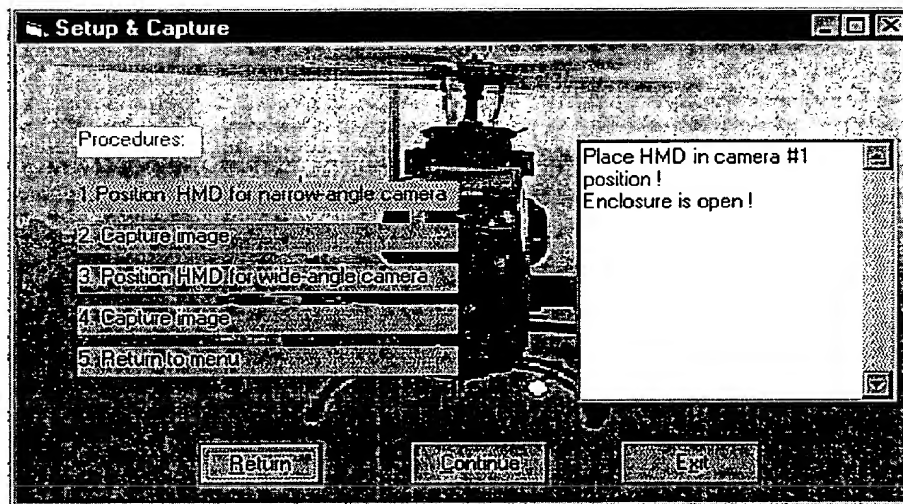 Setup & Capture
Procedures:
1. Position HMD for narrow-angle camera
2. Capture image
3. Position HMD for wide-angle camera
4. Capture image
5. Return to menu
Place HMD in camera #1
position !
Enclosure is open !
Return
Continue
Exit